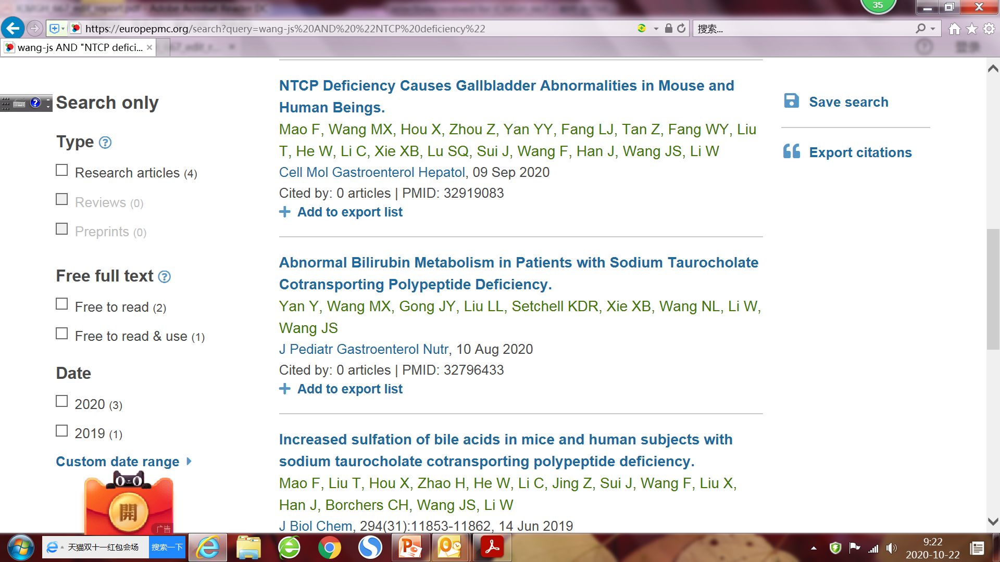 35
https://europepmc.org/search?query=wang-js%20AND%20%22NTCP%20deficiency%22
搜索...
wang-js AND "NTCP defici...
Search only
Type
Research articles (4)
Reviews (0)
Preprints (0)
Free full text
Free to read (2)
Free to read & use (1)
Date
2020 (3)
2019 (1)
Custom date range
開
广告
NTCP Deficiency Causes Gallbladder Abnormalities in Mouse and
Human Beings.
Mao F, Wang MX, Hou X, Zhou Z, Yan YY, Fang LJ, Tan Z, Fang WY, Liu
T, He W, Li C, Xie XB, Lu SQ, Sui J, Wang F, Han J, Wang JS, Li W
Cell Mol Gastroenterol Hepatol, 09 Sep 2020
Cited by: 0 articles | PMID: 32919083
Add to export list
Abnormal Bilirubin Metabolism in Patients with Sodium Taurocholate
Cotransporting Polypeptide Deficiency.
Yan Y, Wang MX, Gong JY, Liu LL, Setchell KDR, Xie XB, Wang NL, Li W,
Wang JS
J Pediatr Gastroenterol Nutr, 10 Aug 2020
Cited by: 0 articles | PMID: 32796433
Add to export list
Increased sulfation of bile acids in mice and human subjects with
sodium taurocholate cotransporting polypeptide deficiency.
Mao F, Liu T, Hou X, Zhao H, He W, Li C, Jing Z, Sui J, Wang F, Liu X,
Han J, Borchers CH, Wang JS, Li W
J Biol Chem, 294(31):11853-11862, 14 Jun 2019
Save search
Export citations
天猫双十一红包会场
搜索一下
9:22
2020-10-22